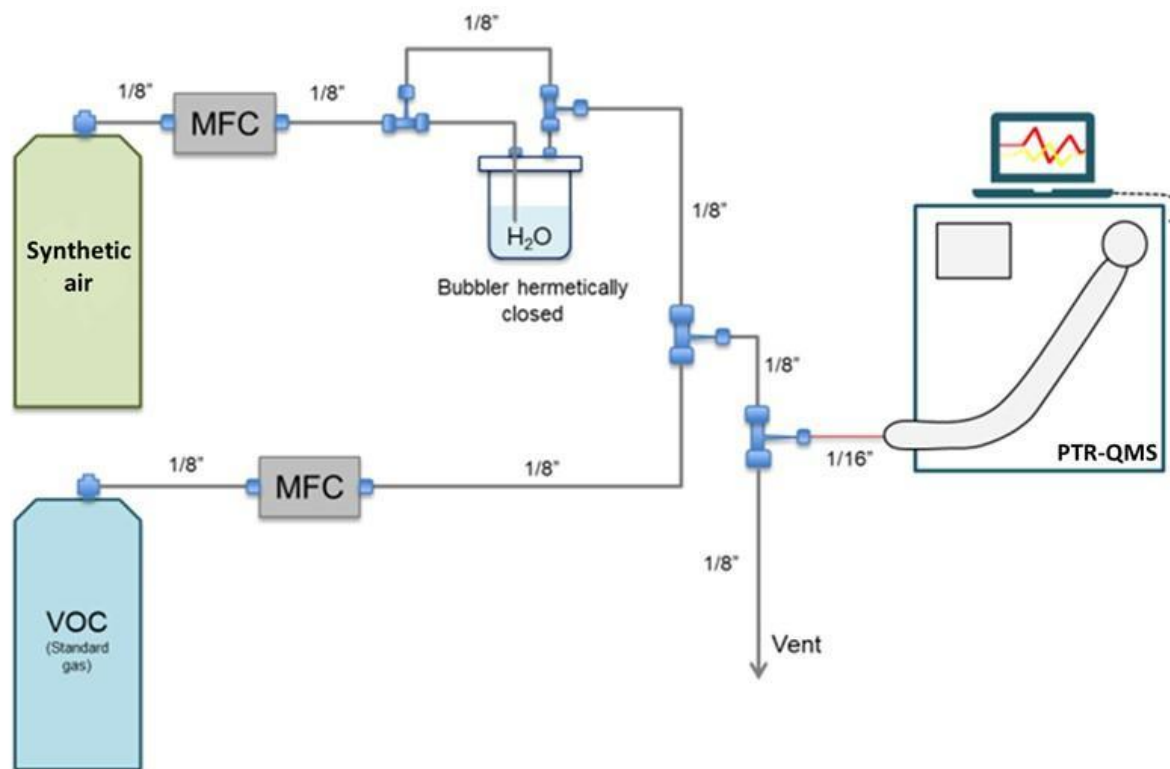 1/8”
1/8”
1/8”
MFC
Synthetic
air
H₂O
Bubbler hermetically
closed
1/8”
1/8”
1/16”
PTR-QMS
1/8”
MFC
1/8”
1/8”
VOC
(Standard
gas)
Vent